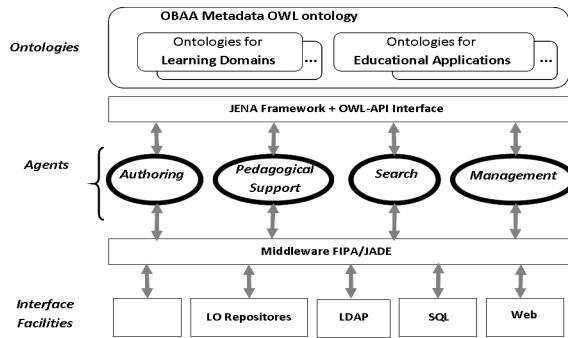 OBAA Metadata OWL ontology
Ontologies
Ontologies for
Learning Domains
...
Ontologies for
Educational Applications
...
JENA Framework + OWL-API Interface
Agents
Authoring
Pedagogical
Support
Search
Management
Middleware FIPA/JADE
Interface
Facilities
LO Repositores
LDAP
SQL
Web